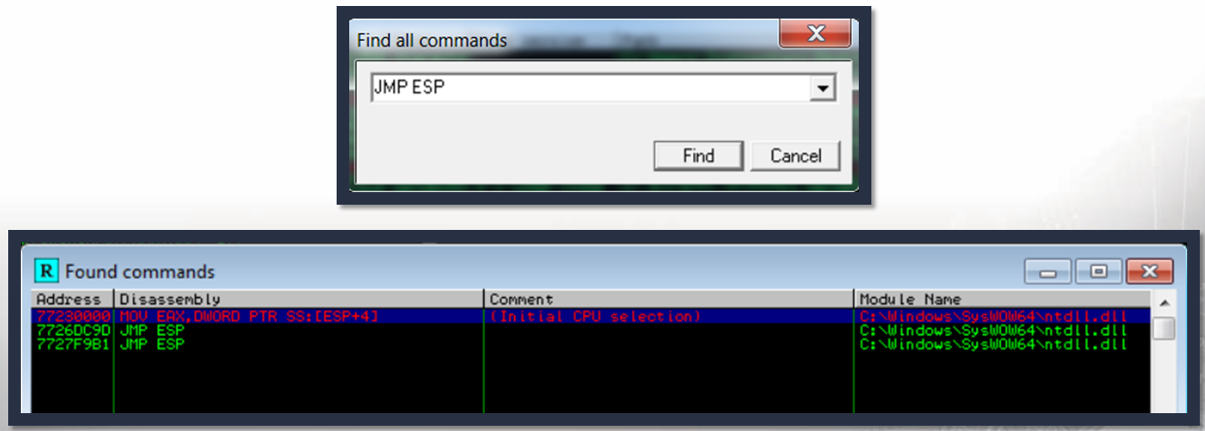 Find all commands
JMP ESP
Find Cancel
R Found commands
Address Disassembly Comment Module Name
77230000 MOV EAX,DWORD PTR SS:[ESP+4] (Initial CPU selection) C:\Windows\SysWOW64\ntdll.dll
7726DC9D JMP ESP C:\Windows\SysWOW64\ntdll.dll
7727F9B1 JMP ESP C:\Windows\SysWOW64\ntdll.dll